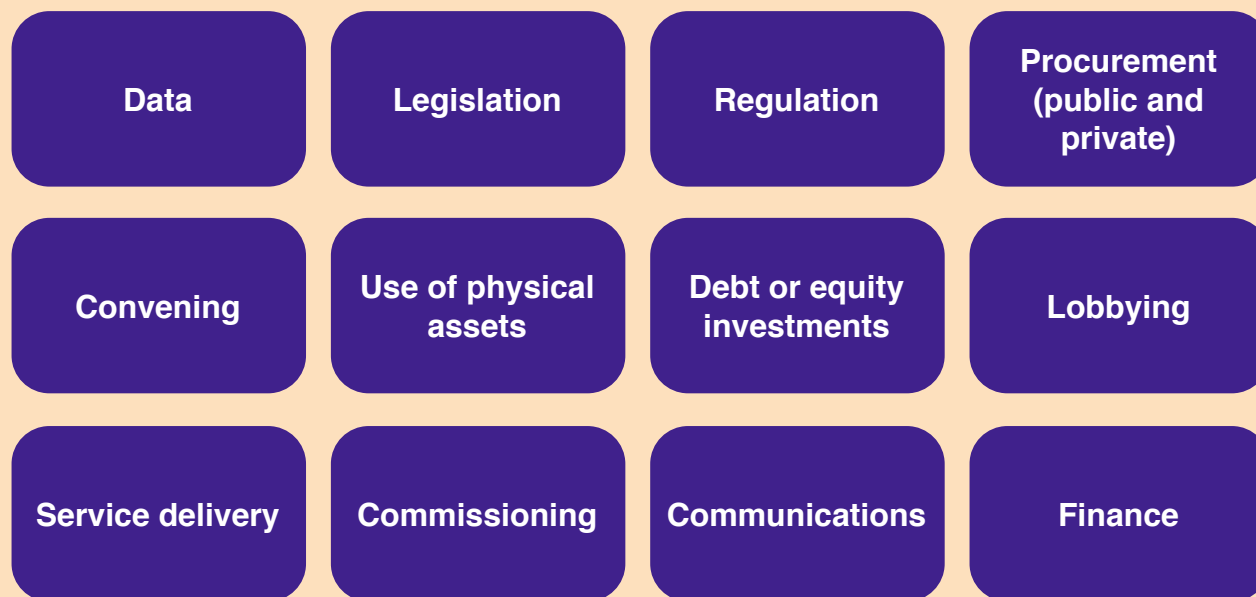 Data
Legislation
Regulation
Procurement
(public and
private)
Convening
Use of physical
assets
Debt or equity
investments
Lobbying
Service delivery
Commissioning
Communications
Finance